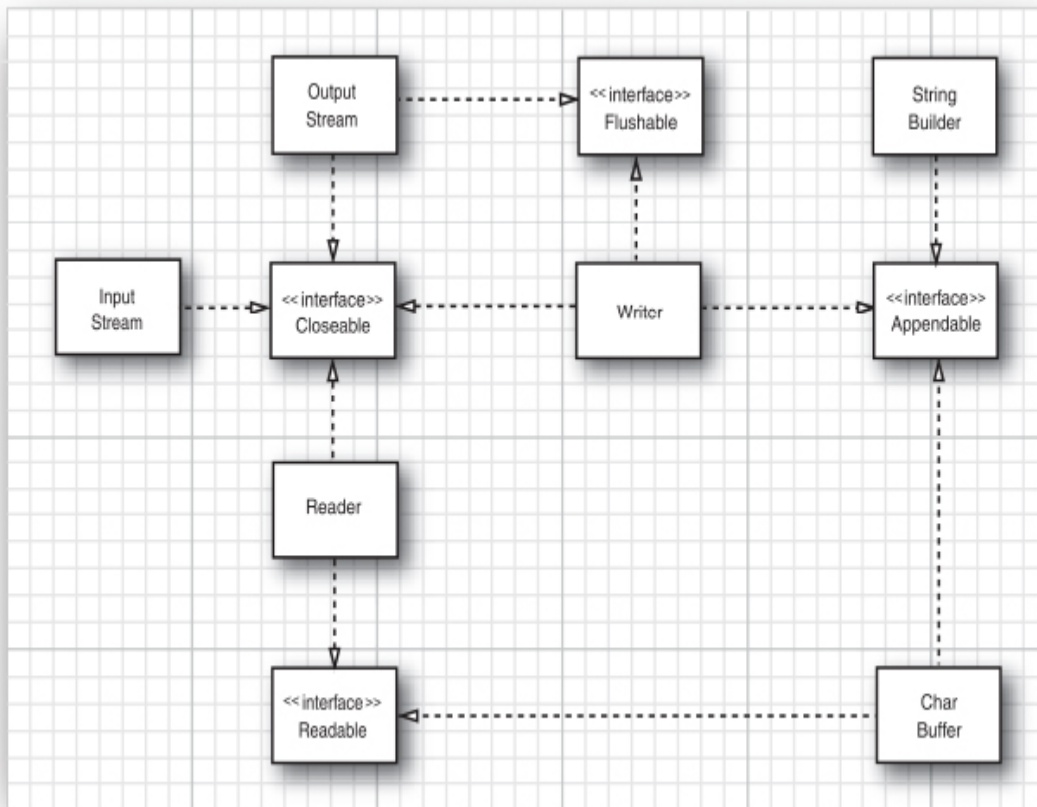 Output
Stream
<<interface>>
Flushable
String
Builder
Input
Stream
<<interface>>
Closeable
Writer
<<interface>>
Appendable
Reader
<<interface>>
Readable
Char
Buffer